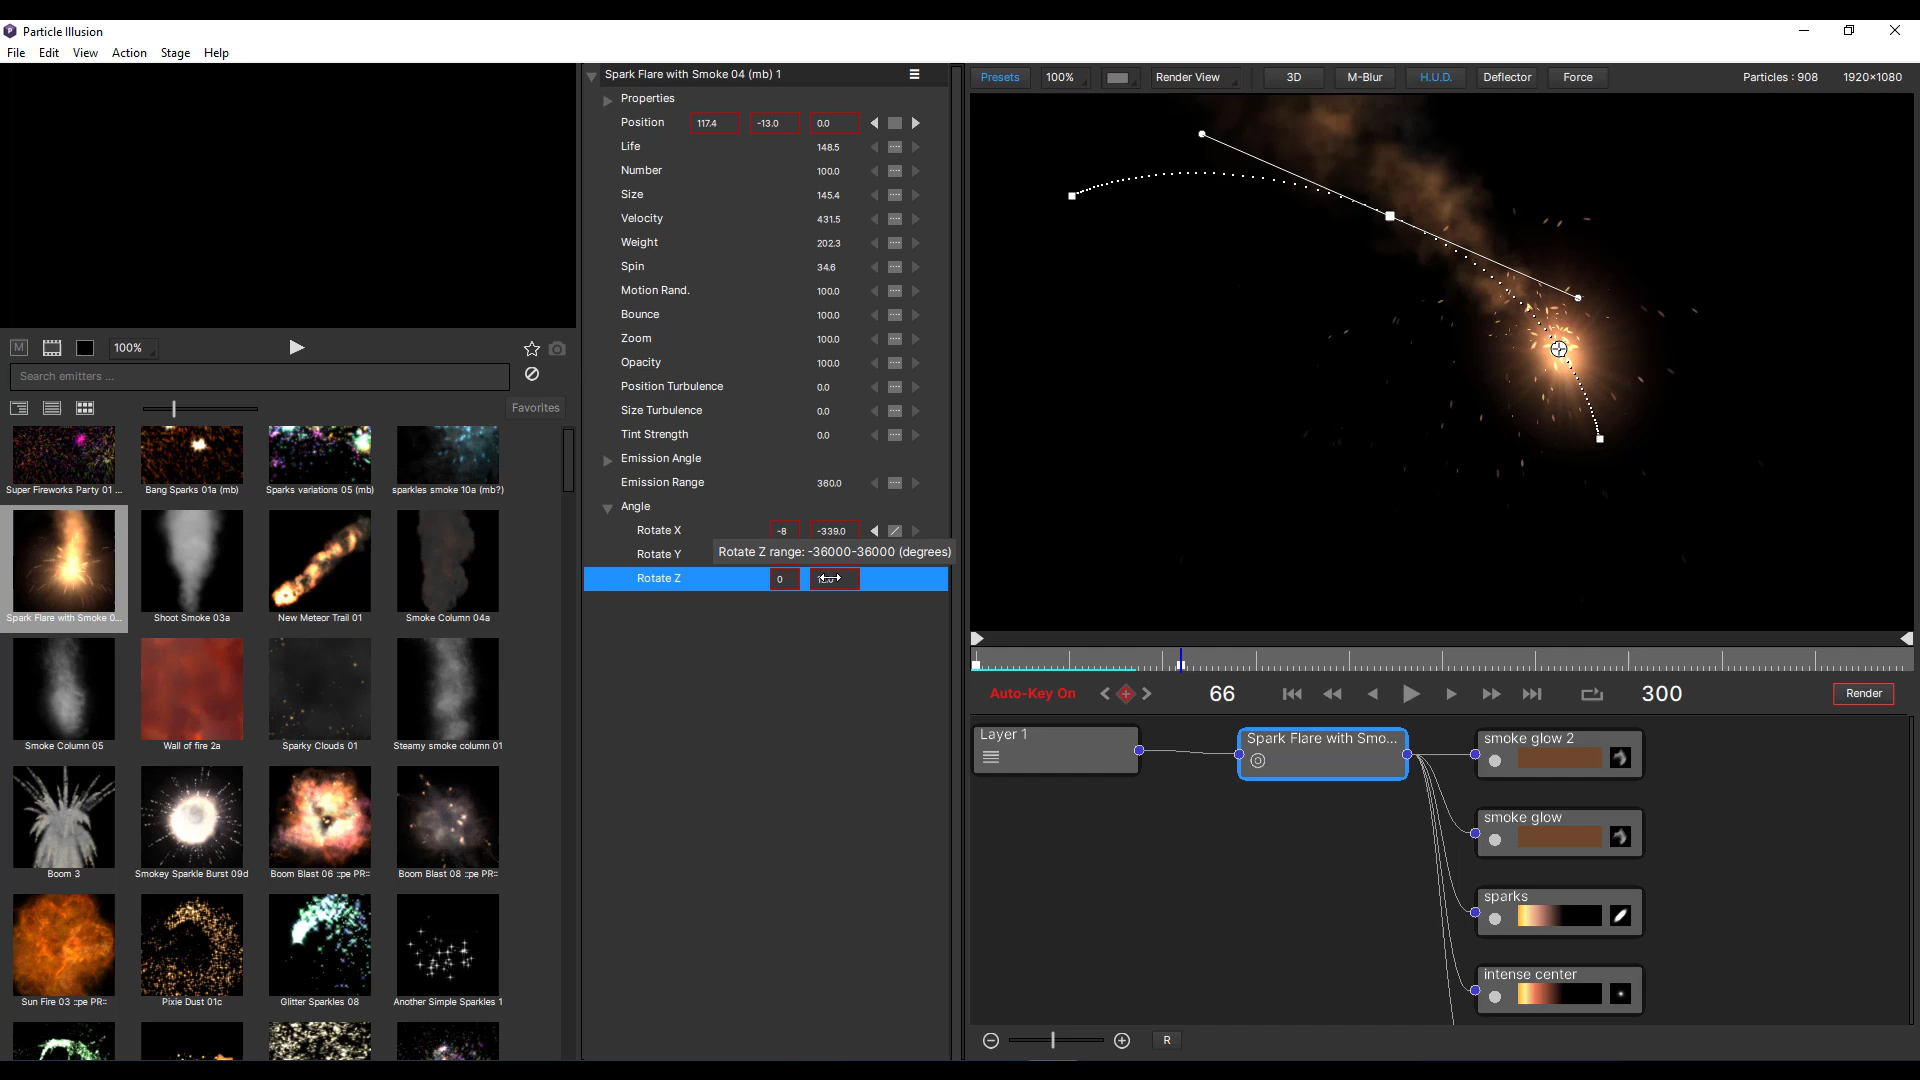 Particle Illusion
File Edit View Action Stage Help
100%
Search emitters ...
Favorites
Super Fireworks Party 01 ... Bang Sparks 01a (mb) Sparks variations 05 (mb) sparkles smoke 10a (mb?)
Spark Flare with Smoke 0... Shoot Smoke 03a New Meteor Trail 01 Smoke Column 04a
Smoke Column 05 Wall of fire 2a Sparky Clouds 01 Steamy smoke column 01
Boom 3 Smokey Sparkle Burst 09d Boom Blast 06 ::pe PR:: Boom Blast 08 ::pe PR::
Sun Fire 03 ::pe PR:: Pixie Dust 01c Glitter Sparkles 08 Another Simple Sparkles 1
Spark Flare with Smoke 04 (mb) 1
Properties
Position 117.4 -13.0 0.0
Life 148.5
Number 100.0
Size 145.4
Velocity 431.5
Weight 202.3
Spin 34.6
Motion Rand. 100.0
Bounce 100.0
Zoom 100.0
Opacity 100.0
Position Turbulence 0.0
Size Turbulence 0.0
Tint Strength 0.0
Emission Angle
Emission Range 360.0
Angle
Rotate X -8 -339.0
Rotate Y
Rotate Z range: -36000-36000 (degrees)
Rotate Z 0
Presets 100% Render View 3D M-Blur H.U.D. Deflector Force Particles : 908 1920×1080
Auto-Key On 66 300 Render
Layer 1
Spark Flare with Smo...
smoke glow 2
smoke glow
sparks
intense center
R